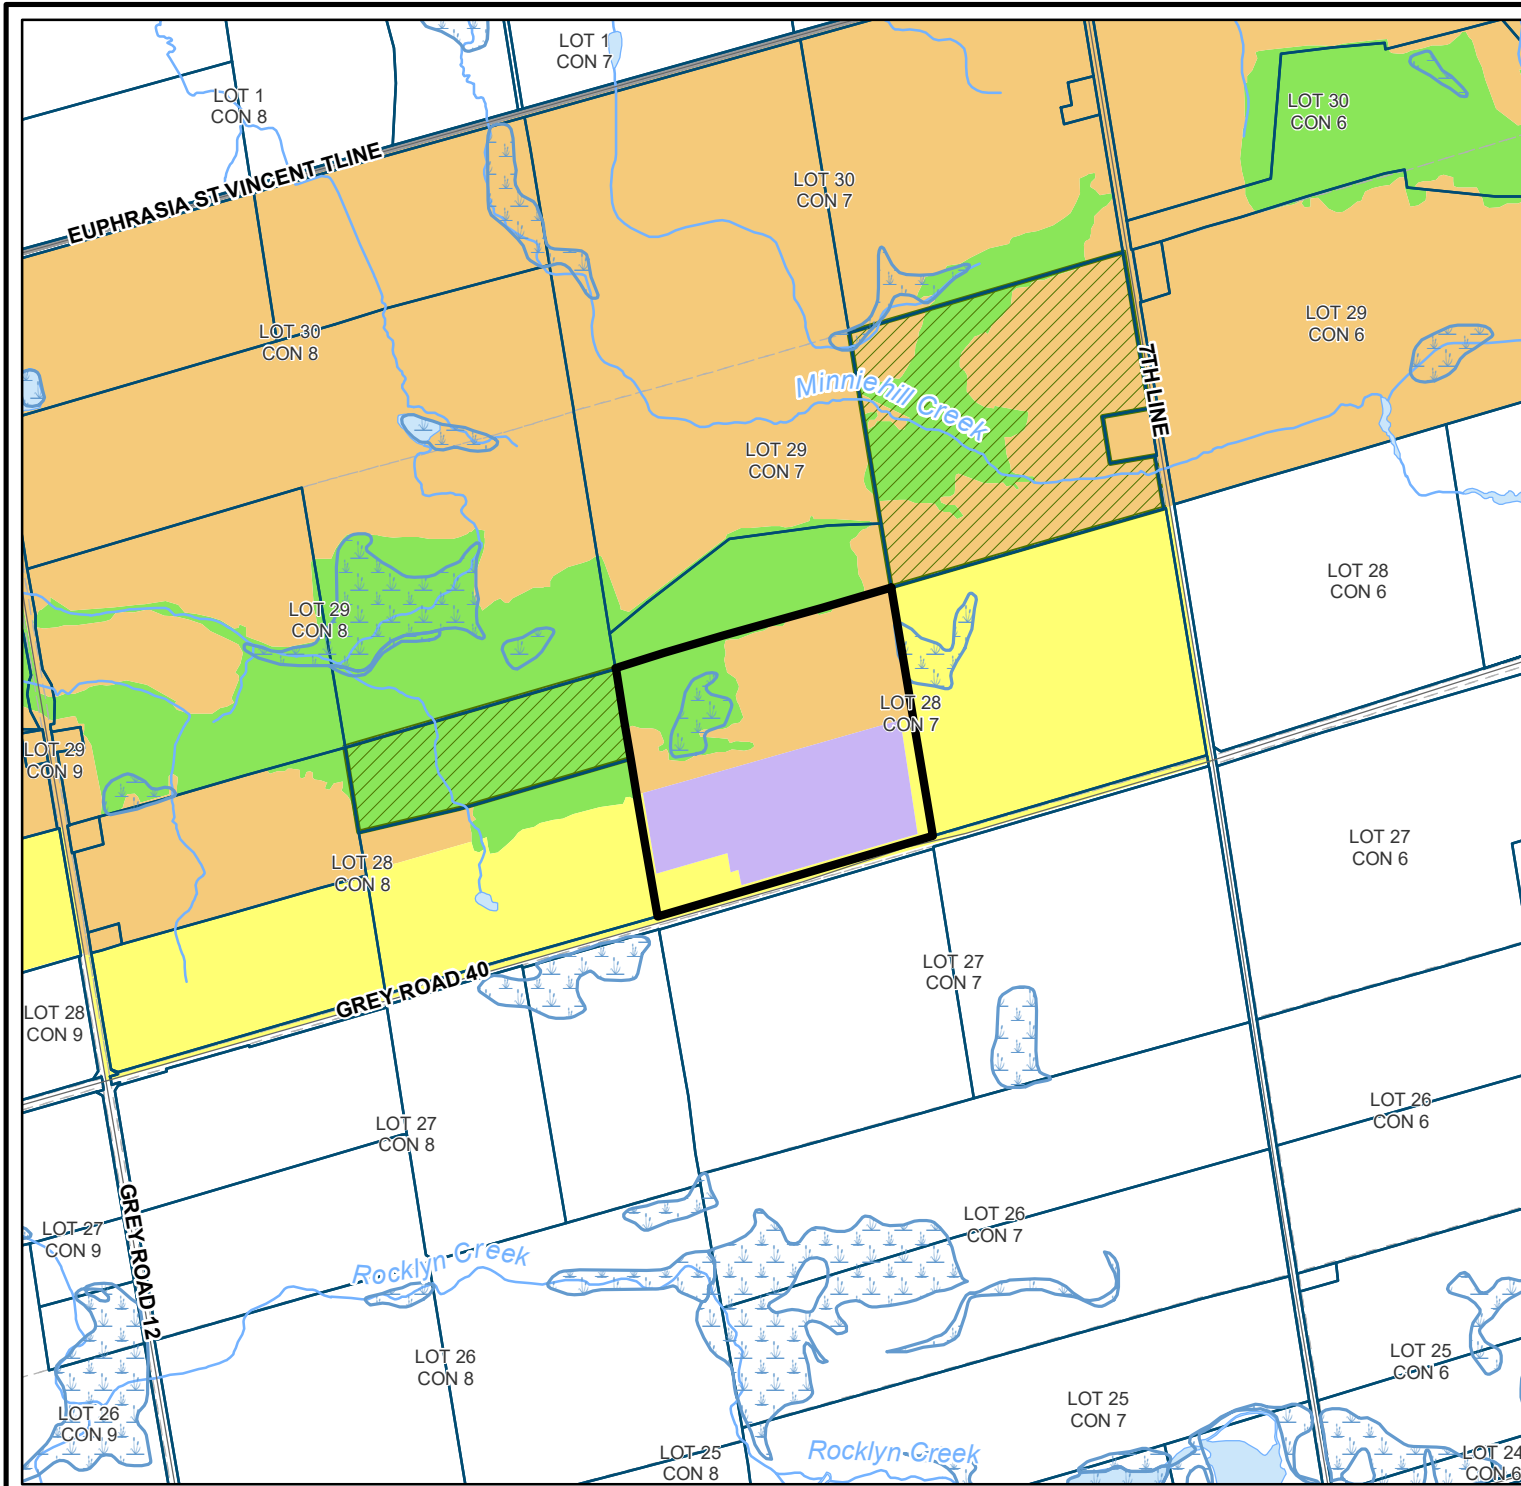 LOT 1
CON 7
LOT 1
CON 8
LOT 30
CON 6
EUPHRASIA ST VINCENT TLINE
LOT 30
CON 7
LOT 29
CON 6
LOT 30
CON 8
7TH LINE
Minniehill Creek
LOT 29
CON 7
LOT 28
CON 6
LOT 29
CON 8
LOT 28
CON 7
LOT 29
CON 9
LOT 27
CON 6
LOT 28
CON 8
LOT 27
CON 7
GREY ROAD 40
LOT 28
CON 9
LOT 26
CON 6
LOT 27
CON 8
LOT 26
CON 7
LOT 27
CON 9
GREY ROAD 12
Rocklyn Creek
LOT 25
CON 6
LOT 26
CON 8
LOT 25
CON 7
LOT 26
CON 9
Rocklyn Creek
LOT 25
CON 8
LOT 24
CON 6